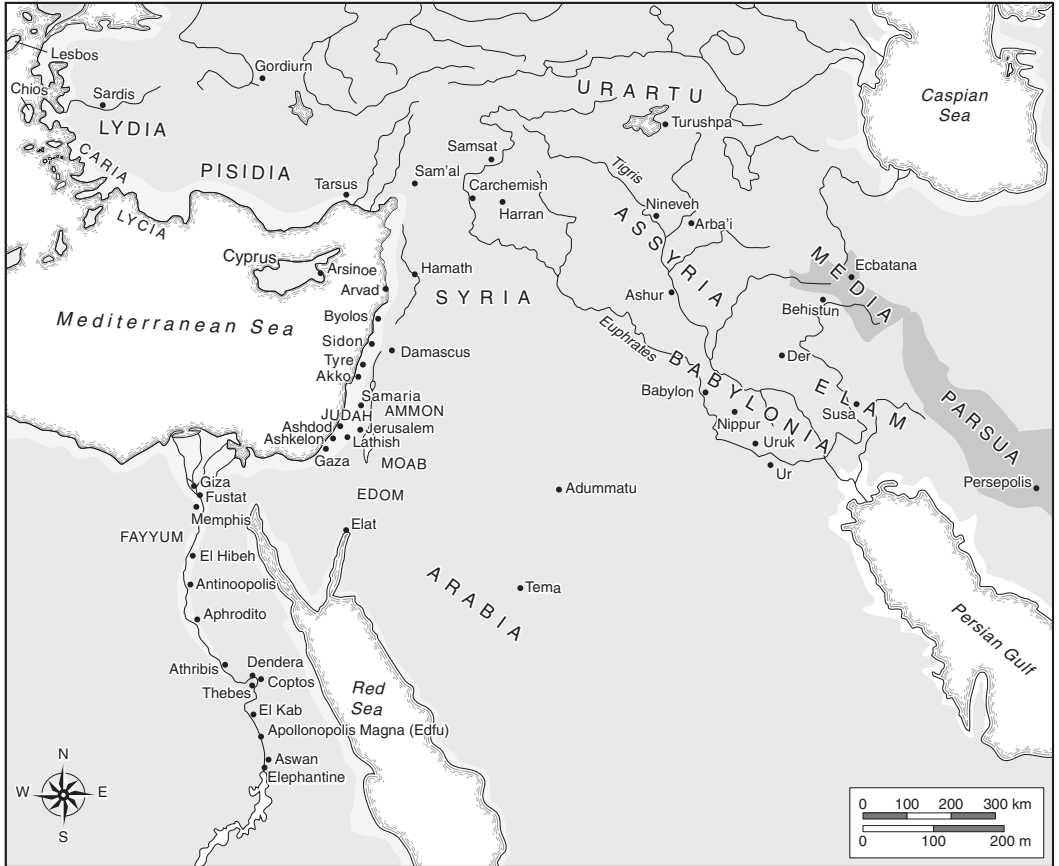 Lesbos
Gordiurn
URARTU
Caspian
Sea
Chios
Sardis
LYDIA
Turushpa
CARIA
PISIDIA
Samsat
Sam'al
Tigris
Tarsus
Carchemish
Harran
Nineveh
Arba'i
LYCIA
ASSYRIA
Cyprus
Arsinoe
Hamath
MEDIA
Ecbatana
Arvad
SYRIA
Ashur
Behistun
Mediterranean Sea
Byolos
Euphrates
Sidon
Damascus
Tyre
Der
Akko
BABYLONIA
ELAM
Babylon
Samaria
JUDAH
AMMON
Nippur
Susa
PARSUA
Ashdod
Jerusalem
Ashkelon
Lathish
Uruk
Gaza
MOAB
Ur
Giza
Fustat
EDOM
Adummatu
Persepolis
Memphis
Elat
FAYYUM
El Hibeh
Antinoopolis
ARABIA
Tema
Aphrodito
Persian Gulf
Athribis
Dendera
Coptos
Thebes
Red
Sea
El Kab
Apollonopolis Magna (Edfu)
Aswan
Elephantine
N
W
E
S
0 100 200 300 km
0 100 200 m